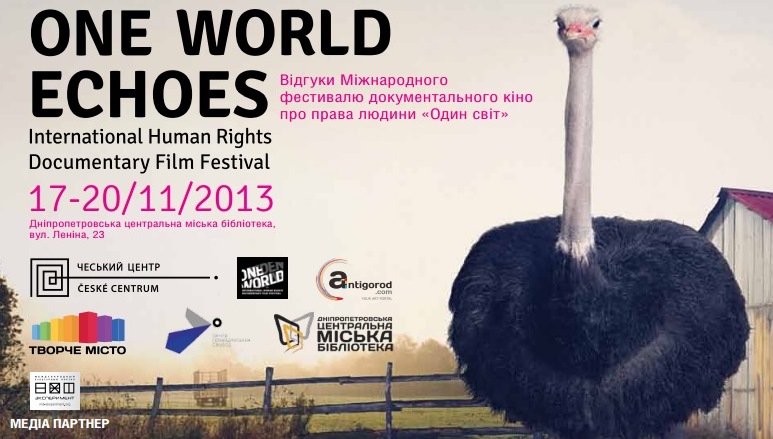 ONE WORLD
ECHOES
Відгуки Міжнародного
фестивалю документального кіно
про права людини «Один світ»
International Human Rights
Documentary Film Festival
17-20/11/2013
Дніпропетровська центральна міська бібліотека,
вул. Леніна, 23
ЧЕСЬКИЙ ЦЕНТР
ČESKÉ CENTRUM
ONE
WORLD
antigorod
.com
ТВОРЧЕ МІСТО
ДНІПРОПЕТРОВСЬКА
ЦЕНТРАЛЬНА
МІСЬКА
БІБЛІОТЕКА
ЭКСПЕРИМЕНТ
МЕДІА ПАРТНЕР